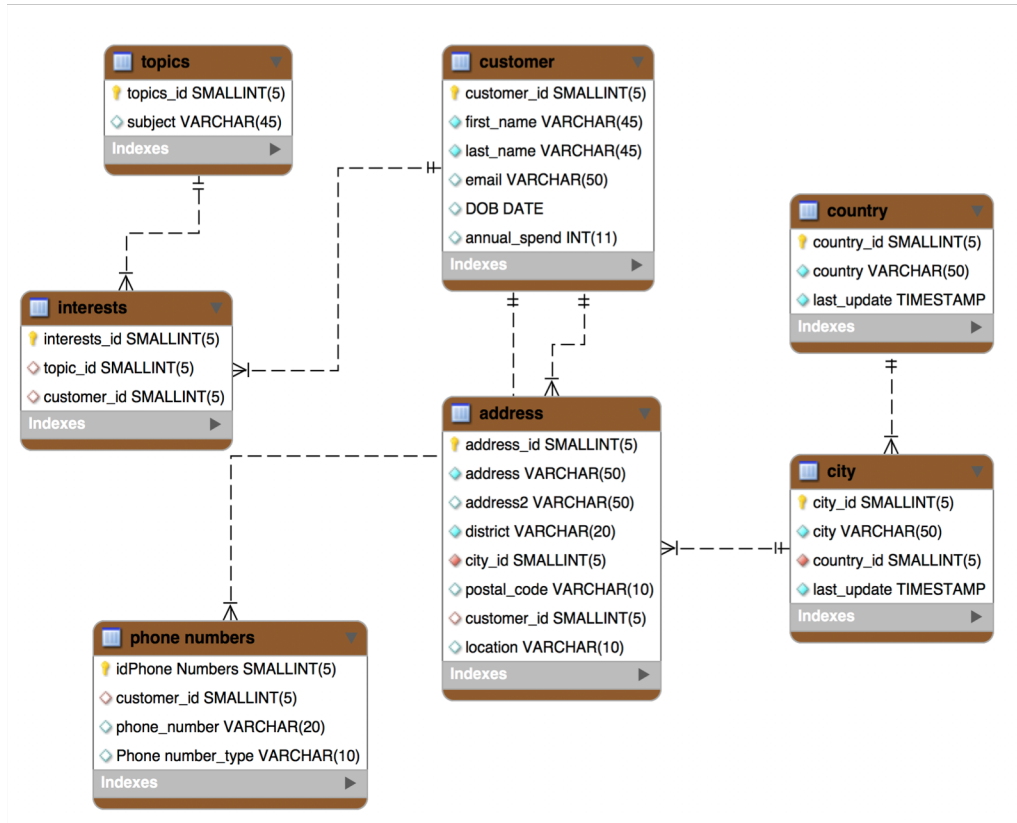 topics
topics_id SMALLINT(5)
subject VARCHAR(45)
Indexes
customer
customer_id SMALLINT(5)
first_name VARCHAR(45)
last_name VARCHAR(45)
email VARCHAR(50)
DOB DATE
annual_spend INT(11)
Indexes
country
country_id SMALLINT(5)
country VARCHAR(50)
last_update TIMESTAMP
Indexes
interests
interests_id SMALLINT(5)
topic_id SMALLINT(5)
customer_id SMALLINT(5)
Indexes
address
address_id SMALLINT(5)
address VARCHAR(50)
address2 VARCHAR(50)
district VARCHAR(20)
city_id SMALLINT(5)
postal_code VARCHAR(10)
customer_id SMALLINT(5)
location VARCHAR(10)
Indexes
city
city_id SMALLINT(5)
city VARCHAR(50)
country_id SMALLINT(5)
last_update TIMESTAMP
Indexes
phone numbers
idPhone Numbers SMALLINT(5)
customer_id SMALLINT(5)
phone_number VARCHAR(20)
Phone number_type VARCHAR(10)
Indexes